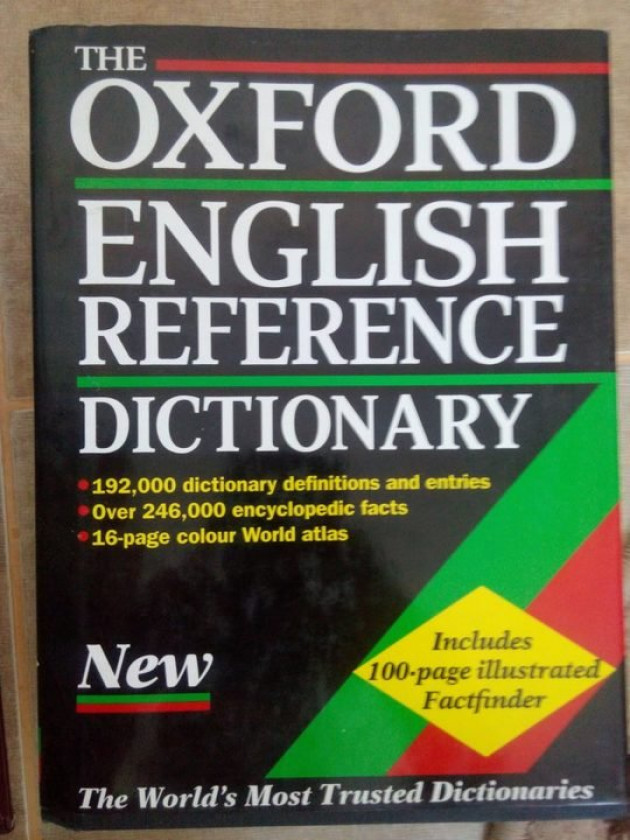 THE
OXFORD
ENGLISH
REFERENCE
DICTIONARY
•192,000 dictionary definitions and entries
•Over 246,000 encyclopedic facts
•16-page colour World atlas
New
Includes
100-page illustrated
Factfinder
The World's Most Trusted Dictionaries